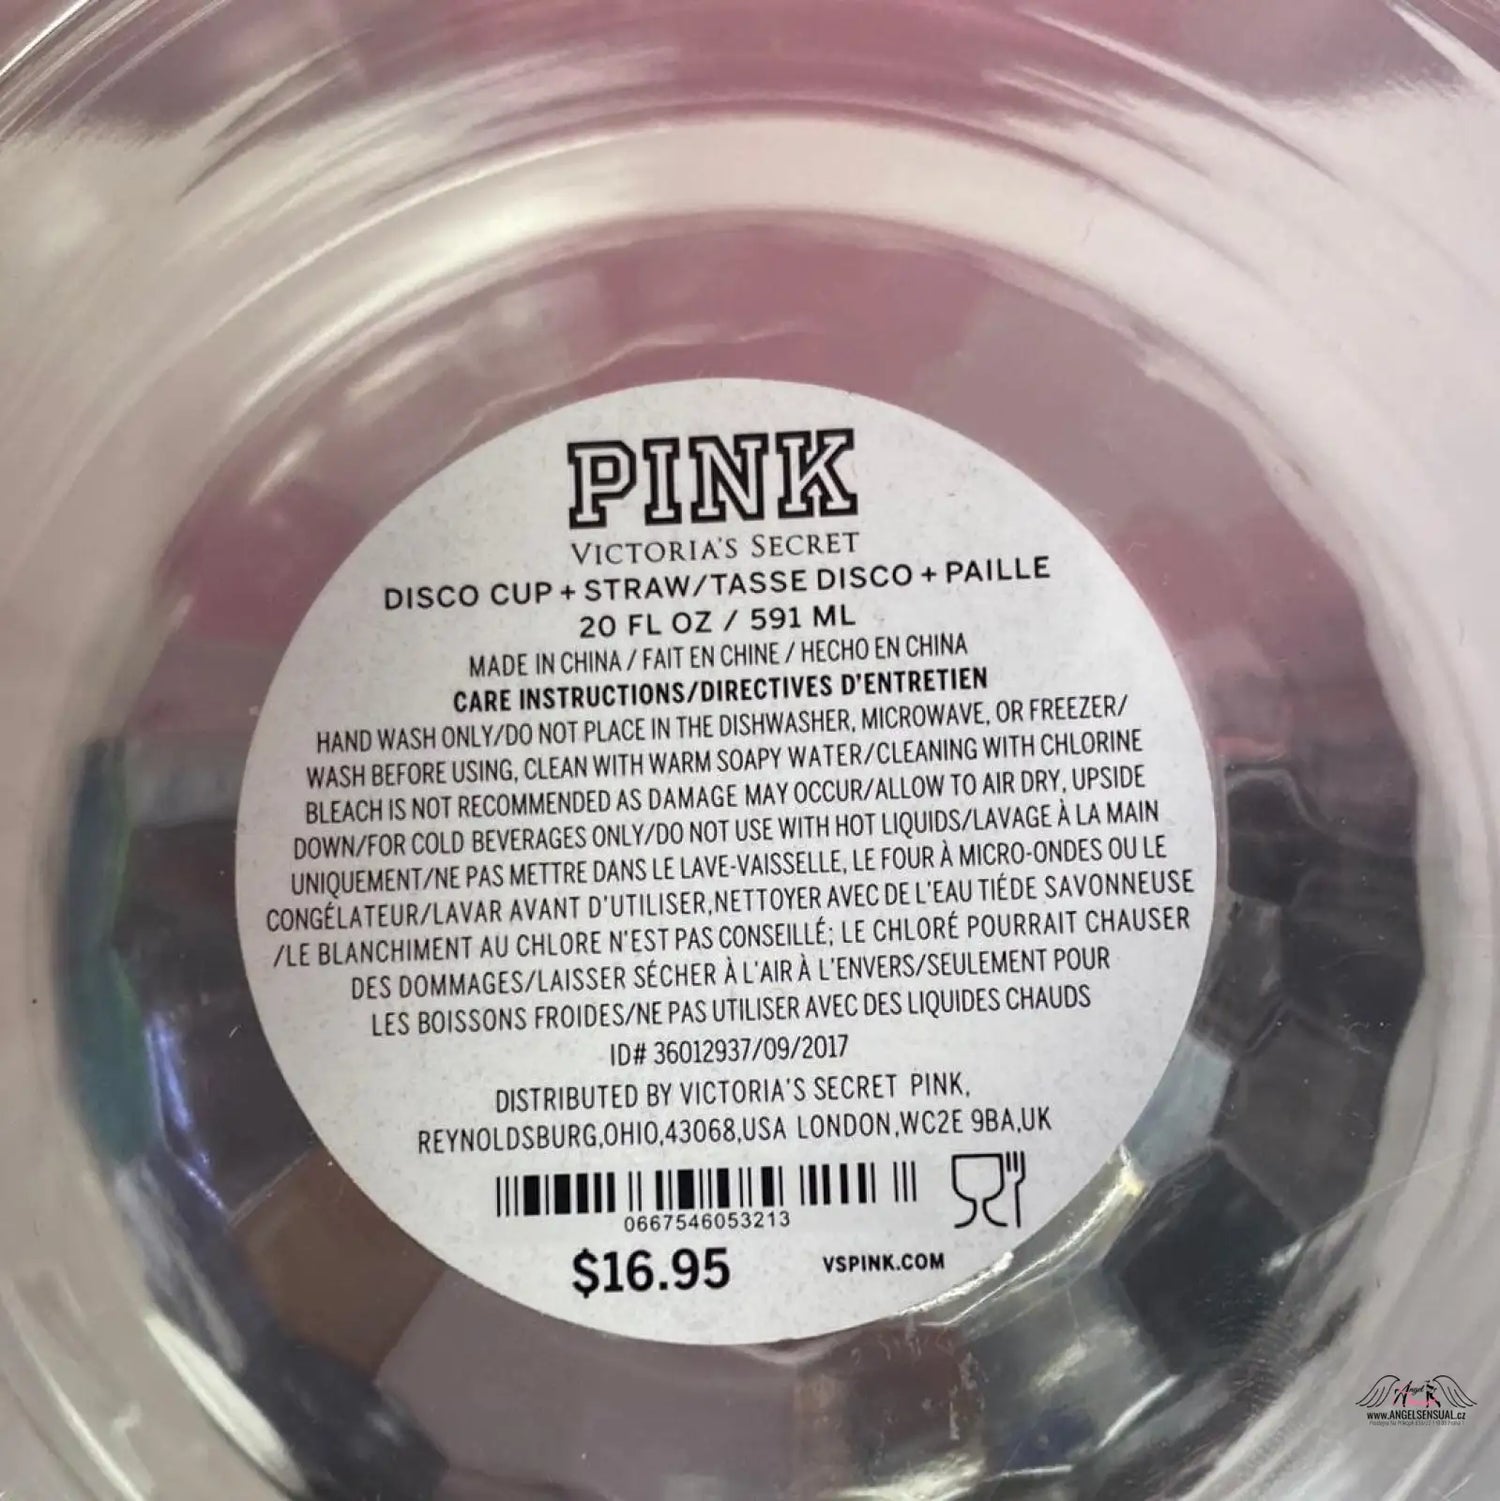 PINK
VICTORIA'S SECRET
DISCO CUP + STRAW/TASSE DISCO + PAILLE
20 FL OZ / 591 ML
MADE IN CHINA / FAIT EN CHINE / HECHO EN CHINA
CARE INSTRUCTIONS/DIRECTIVES D'ENTRETIEN
HAND WASH ONLY/DO NOT PLACE IN THE DISHWASHER, MICROWAVE, OR FREEZER/
WASH BEFORE USING, CLEAN WITH WARM SOAPY WATER/CLEANING WITH CHLORINE
BLEACH IS NOT RECOMMENDED AS DAMAGE MAY OCCUR/ALLOW TO AIR DRY, UPSIDE
DOWN/FOR COLD BEVERAGES ONLY/DO NOT USE WITH HOT LIQUIDS/LAVAGE À LA MAIN
UNIQUEMENT/NE PAS METTRE DANS LE LAVE-VAISSELLE, LE FOUR À MICRO-ONDES OU LE
CONGÉLATEUR/LAVAR AVANT D'UTILISER,NETTOYER AVEC DE L'EAU TIÉDE SAVONNEUSE
/LE BLANCHIMENT AU CHLORE N'EST PAS CONSEILLÉ; LE CHLORÉ POURRAIT CHAUSER
DES DOMMAGES/LAISSER SÉCHER À L'AIR À L'ENVERS/SEULEMENT POUR
LES BOISSONS FROIDES/NE PAS UTILISER AVEC DES LIQUIDES CHAUDS
ID# 36012937/09/2017
DISTRIBUTED BY VICTORIA'S SECRET PINK,
REYNOLDSBURG,OHIO,43068,USA LONDON,WC2E 9BA,UK
0667546053213
$16.95 VSPINK.COM
Angel
www.ANGELSENSUAL.cz